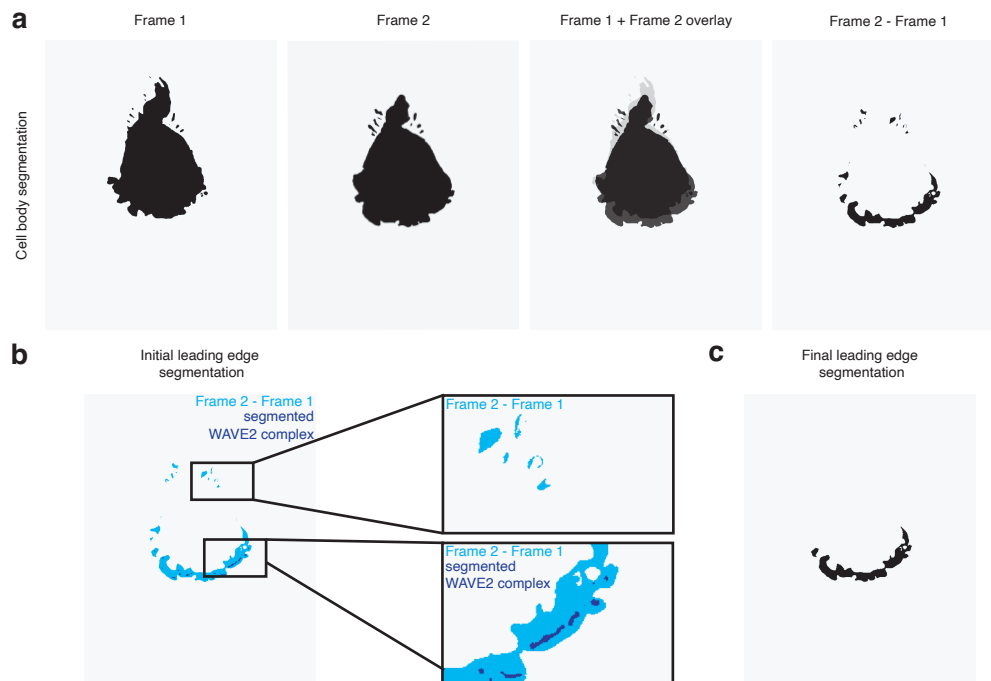 a
Frame 1
Frame 2
Frame 1 + Frame 2 overlay
Frame 2 - Frame 1
Cell body segmentation
b
Initial leading edge
segmentation
Frame 2 - Frame 1
segmented
WAVE2 complex
Frame 2 - Frame 1
Frame 2 - Frame 1
segmented
WAVE2 complex
c
Final leading edge
segmentation